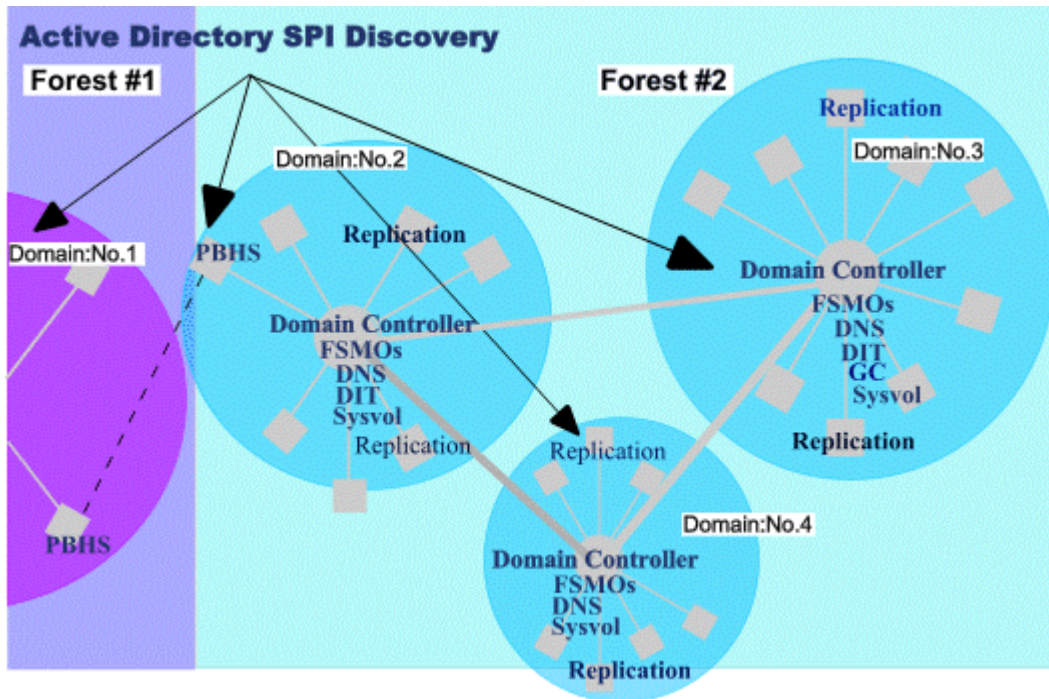 Active Directory SPI Discovery
Forest #1
Forest #2
Domain:No.1
PBHS
Domain:No.2
PBHS
Replication
Domain Controller
FSMOs
DNS
DIT
Sysvol
Replication
Replication
Domain:No.3
Domain Controller
FSMOs
DNS
DIT
GC
Sysvol
Replication
Replication
Domain:No.4
Domain Controller
FSMOs
DNS
Sysvol
Replication